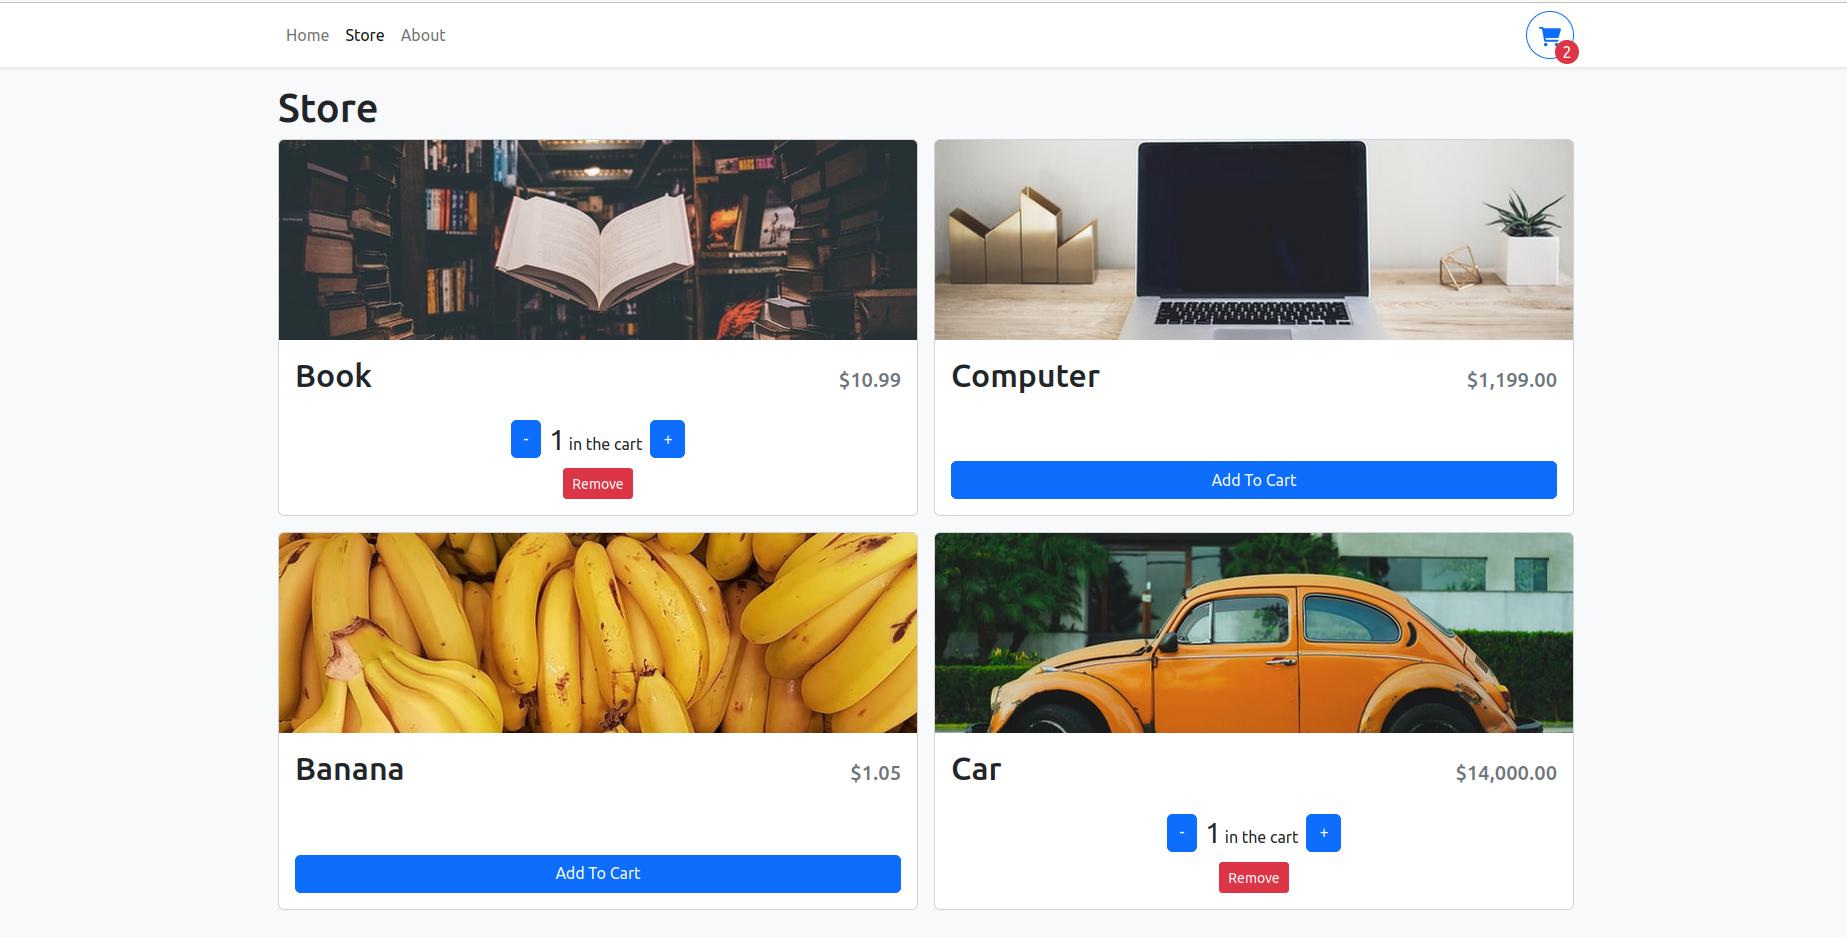 Home Store About
2
Store
MARS
Book $10.99
- 1 in the cart +
Remove
Computer $1,199.00
Add To Cart
Banana $1.05
Add To Cart
Car $14,000.00
- 1 in the cart +
Remove